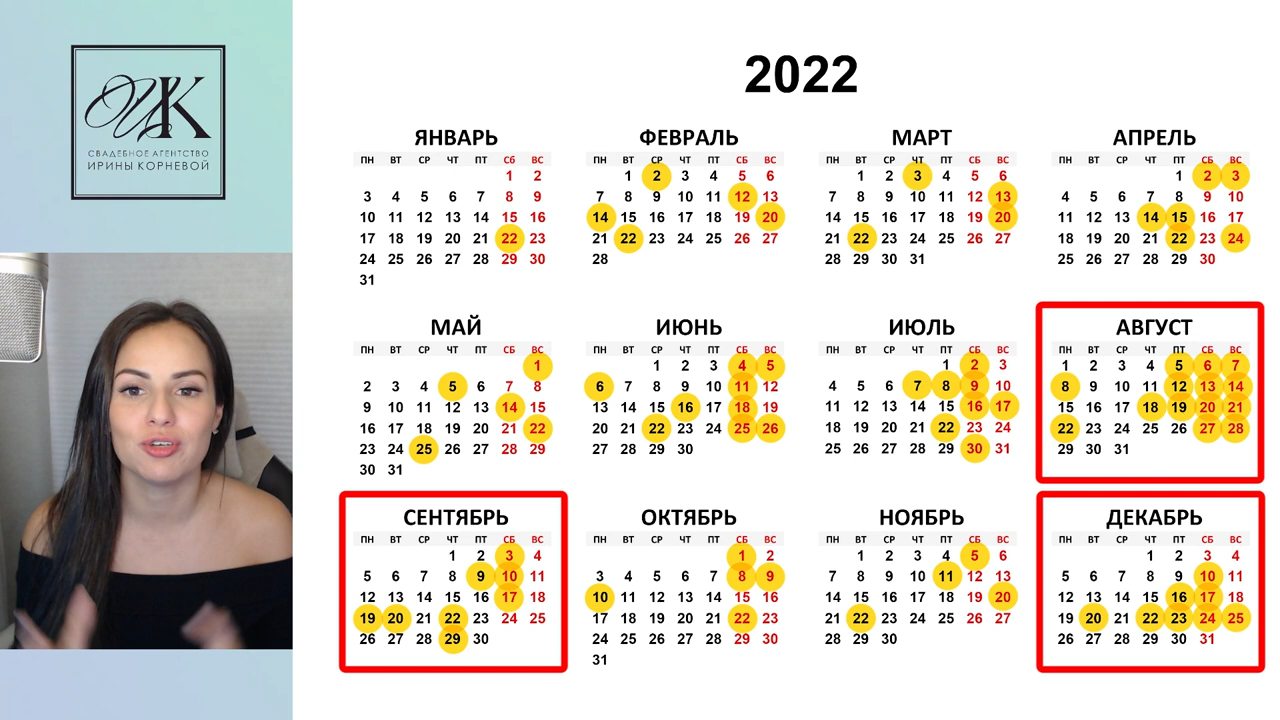 ИК
СВАДЕБНОЕ АГЕНТСТВО
ИРИНЫ КОРНЕВОЙ
2022
ЯНВАРЬ
ПН ВТ СР ЧТ ПТ СБ ВС
1 2
3 4 5 6 7 8 9
10 11 12 13 14 15 16
17 18 19 20 21 22 23
24 25 26 27 28 29 30
31
ФЕВРАЛЬ
ПН ВТ СР ЧТ ПТ СБ ВС
1 2 3 4 5 6
7 8 9 10 11 12 13
14 15 16 17 18 19 20
21 22 23 24 25 26 27
28
МАРТ
ПН ВТ СР ЧТ ПТ СБ ВС
1 2 3 4 5 6
7 8 9 10 11 12 13
14 15 16 17 18 19 20
21 22 23 24 25 26 27
28 29 30 31
АПРЕЛЬ
ПН ВТ СР ЧТ ПТ СБ ВС
1 2 3
4 5 6 7 8 9 10
11 12 13 14 15 16 17
18 19 20 21 22 23 24
25 26 27 28 29 30
МАЙ
ПН ВТ СР ЧТ ПТ СБ ВС
1
2 3 4 5 6 7 8
9 10 11 12 13 14 15
16 17 18 19 20 21 22
23 24 25 26 27 28 29
30 31
ИЮНЬ
ПН ВТ СР ЧТ ПТ СБ ВС
1 2 3 4 5
6 7 8 9 10 11 12
13 14 15 16 17 18 19
20 21 22 23 24 25 26
27 28 29 30
ИЮЛЬ
ПН ВТ СР ЧТ ПТ СБ ВС
1 2 3
4 5 6 7 8 9 10
11 12 13 14 15 16 17
18 19 20 21 22 23 24
25 26 27 28 29 30 31
АВГУСТ
ПН ВТ СР ЧТ ПТ СБ ВС
1 2 3 4 5 6 7
8 9 10 11 12 13 14
15 16 17 18 19 20 21
22 23 24 25 26 27 28
29 30 31
СЕНТЯБРЬ
ПН ВТ СР ЧТ ПТ СБ ВС
1 2 3 4
5 6 7 8 9 10 11
12 13 14 15 16 17 18
19 20 21 22 23 24 25
26 27 28 29 30
ОКТЯБРЬ
ПН ВТ СР ЧТ ПТ СБ ВС
1 2
3 4 5 6 7 8 9
10 11 12 13 14 15 16
17 18 19 20 21 22 23
24 25 26 27 28 29 30
31
НОЯБРЬ
ПН ВТ СР ЧТ ПТ СБ ВС
1 2 3 4 5 6
7 8 9 10 11 12 13
14 15 16 17 18 19 20
21 22 23 24 25 26 27
28 29 30
ДЕКАБРЬ
ПН ВТ СР ЧТ ПТ СБ ВС
1 2 3 4
5 6 7 8 9 10 11
12 13 14 15 16 17 18
19 20 21 22 23 24 25
26 27 28 29 30 31